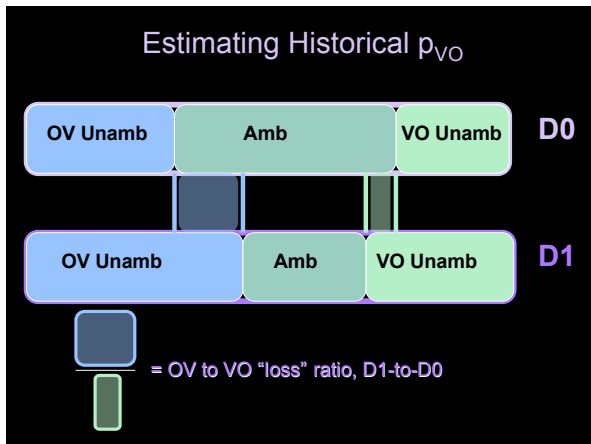 Estimating Historical pVO
OV Unamb Amb VO Unamb D0
OV Unamb Amb VO Unamb D1
= OV to VO “loss” ratio, D1-to-D0